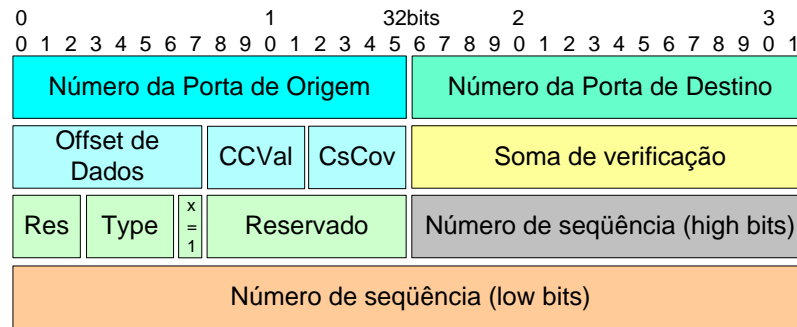 0 1 32bits 2 3
0 1 2 3 4 5 6 7 8 9 0 1 2 3 4 5 6 7 8 9 0 1 2 3 4 5 6 7 8 9 0 1
Número da Porta de Origem Número da Porta de Destino
Offset de
Dados
CCVal CsCov Soma de verificação
Res Type x
=
1
Reservado Número de seqüência (high bits)
Número de seqüência (low bits)